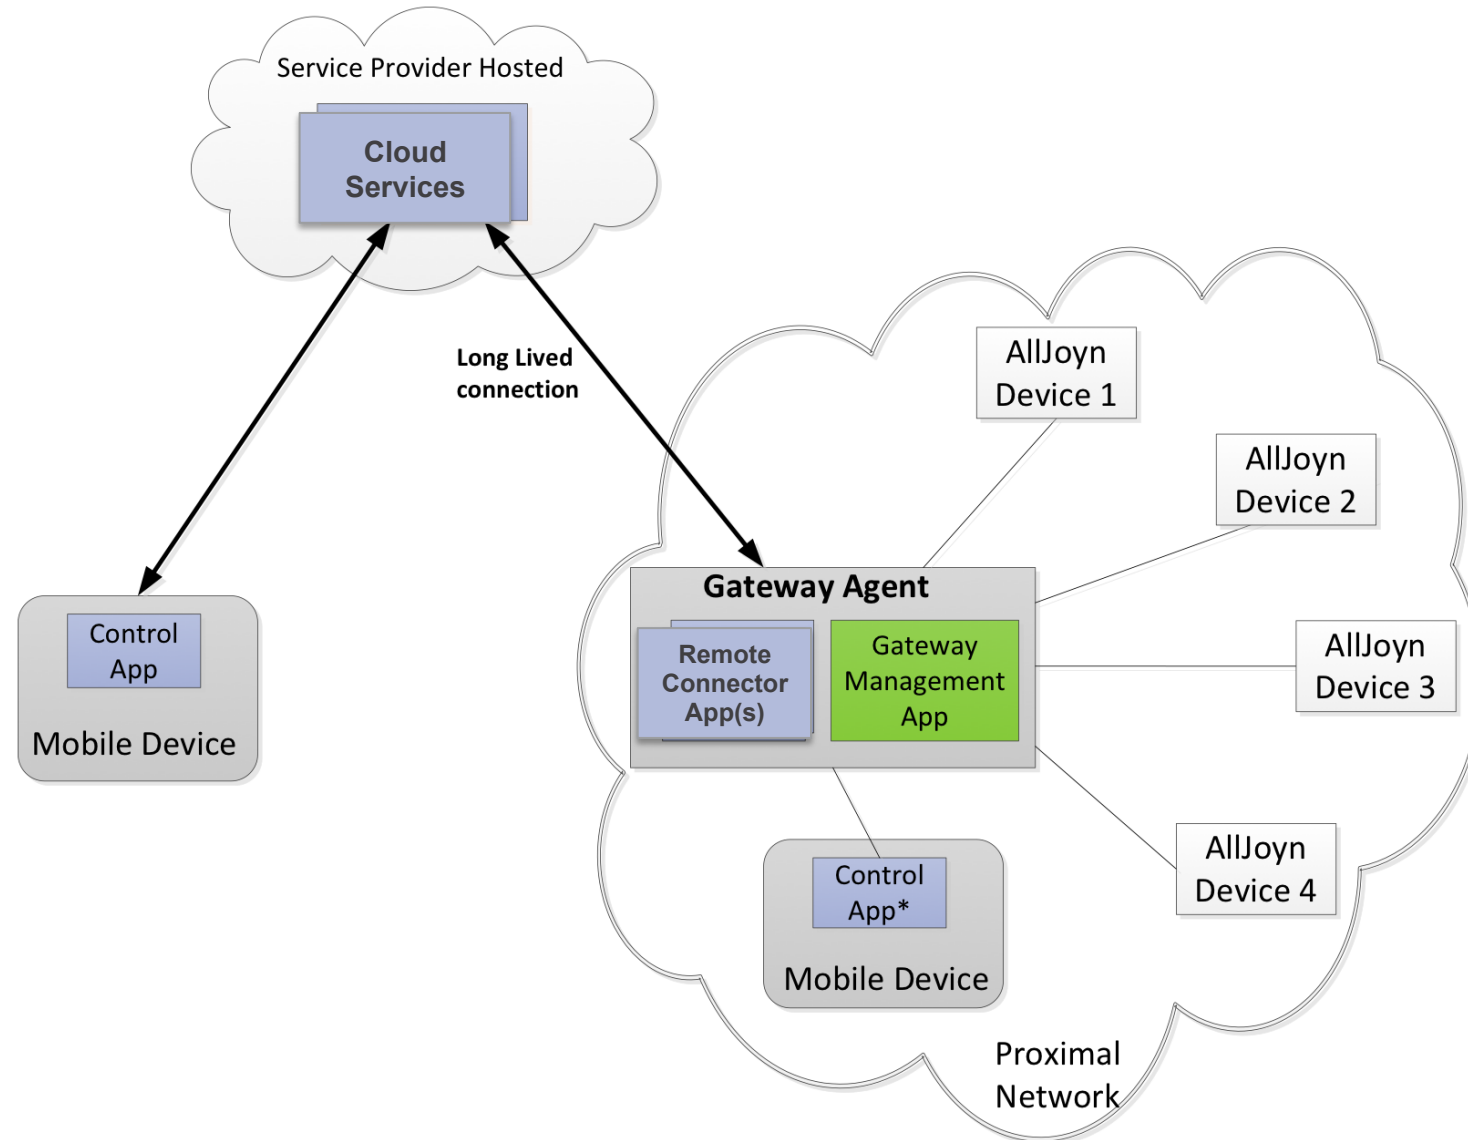 Service Provider Hosted
Cloud
Services
Long Lived
connection
AllJoyn
Device 1
AllJoyn
Device 2
Gateway Agent
Remote
Connector
App(s)
Gateway
Management
App
AllJoyn
Device 3
Control
App
Mobile Device
AllJoyn
Device 4
Control
App*
Mobile Device
Proximal
Network